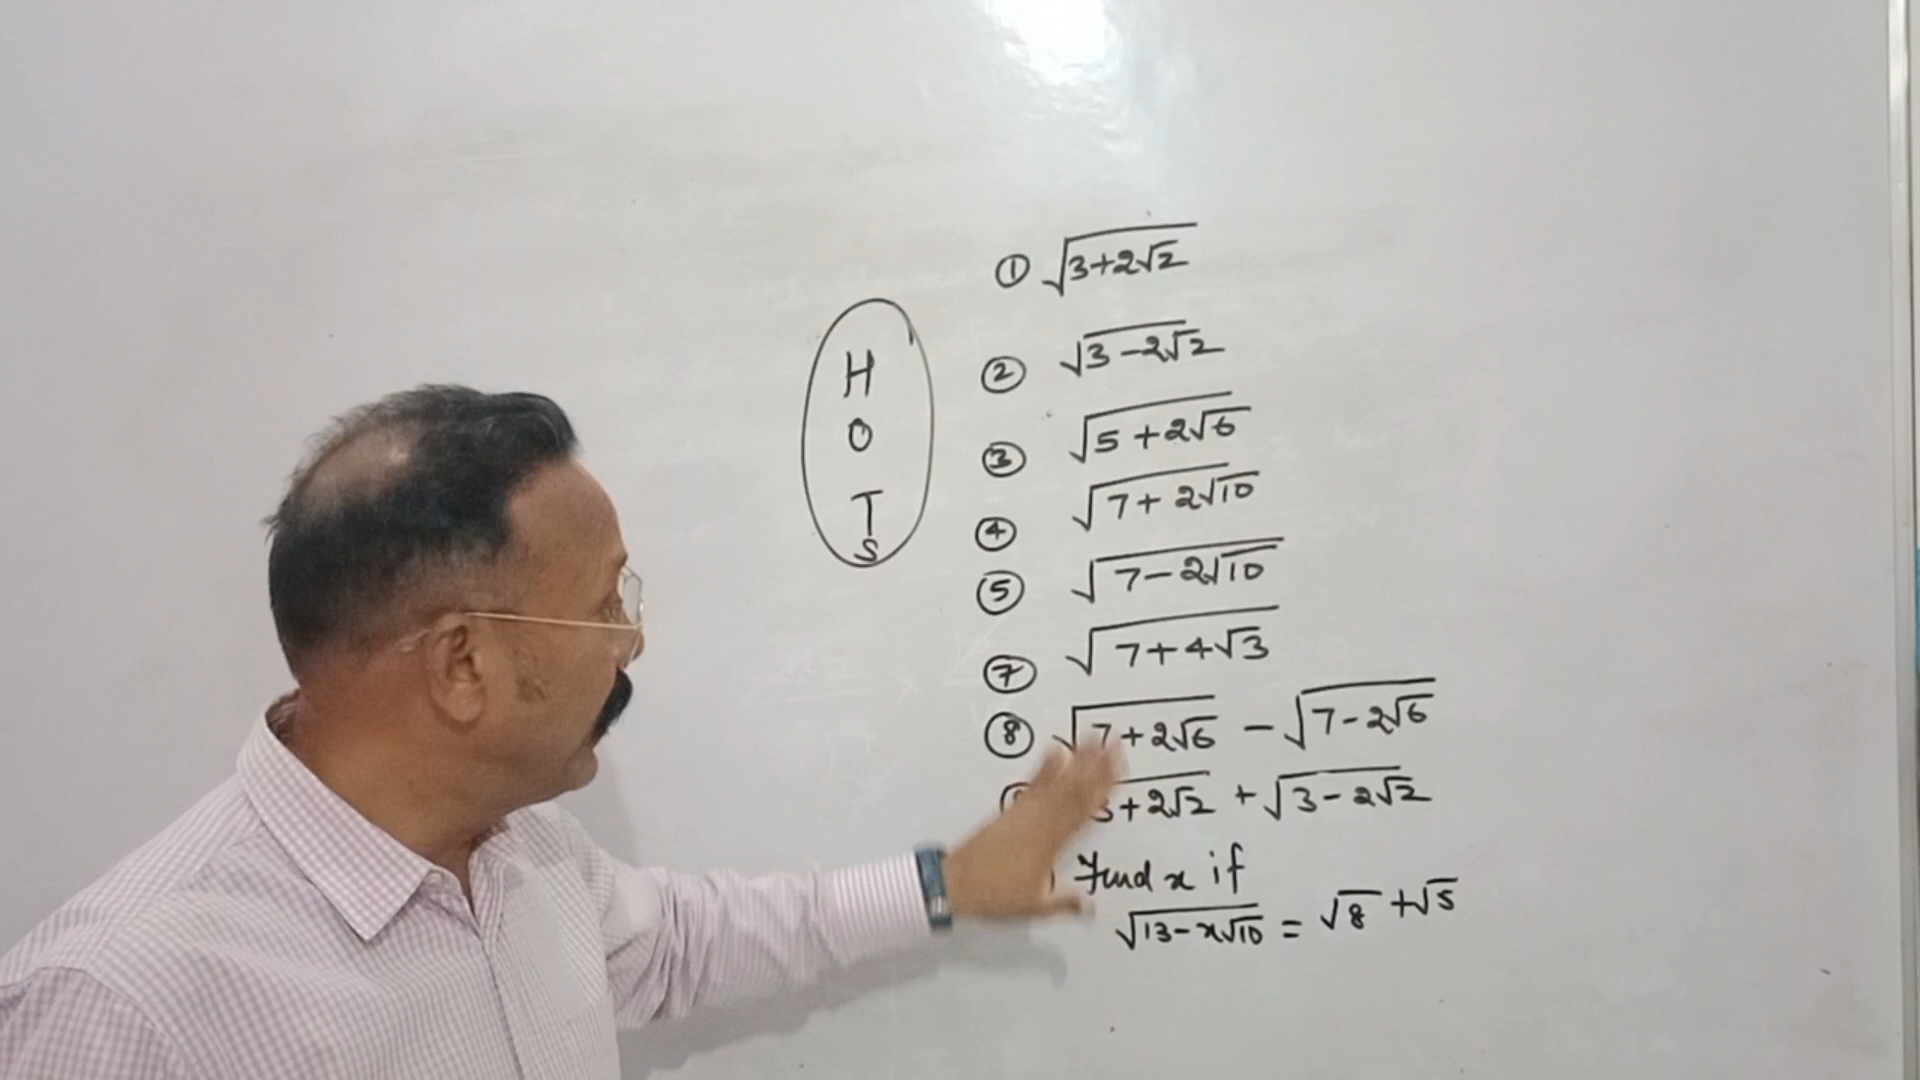 ① √(3+2√2)
② √(3-2√2)
③ √(5+2√6)
④ √(7+2√10)
⑤ √(7-2√10)
⑦ √(7+4√3)
⑧ √(7+2√6) - √(7-2√6)
3+2√2 + √(3-2√2)
Find x if
√(13-x√10) = √8 + √5
H
O
T
S